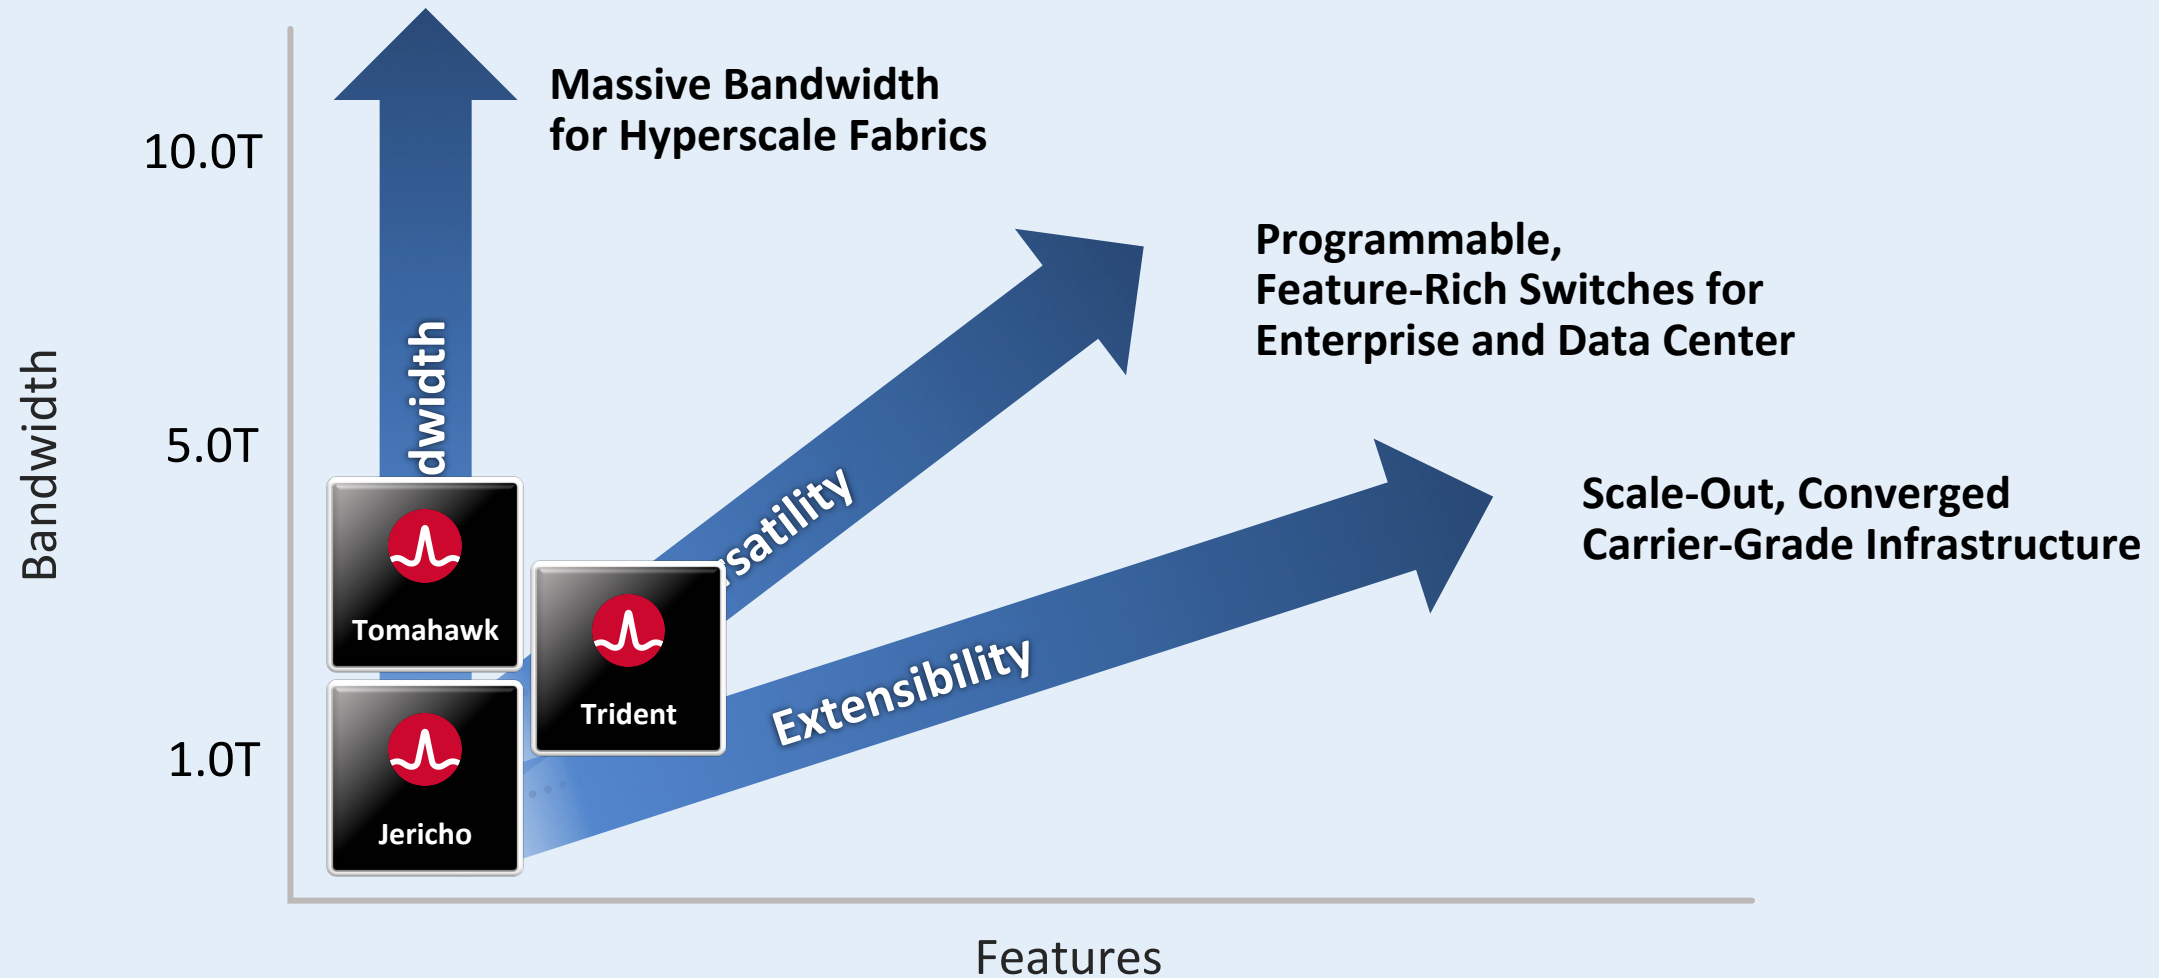 Massive Bandwidth
for Hyperscale Fabrics
10.0T
Programmable,
Feature-Rich Switches for
Enterprise and Data Center
5.0T
Bandwidth
dwidth
rsatility
Scale-Out, Converged
Carrier-Grade Infrastructure
Tomahawk
Extensibility
Trident
1.0T
Jericho
Features